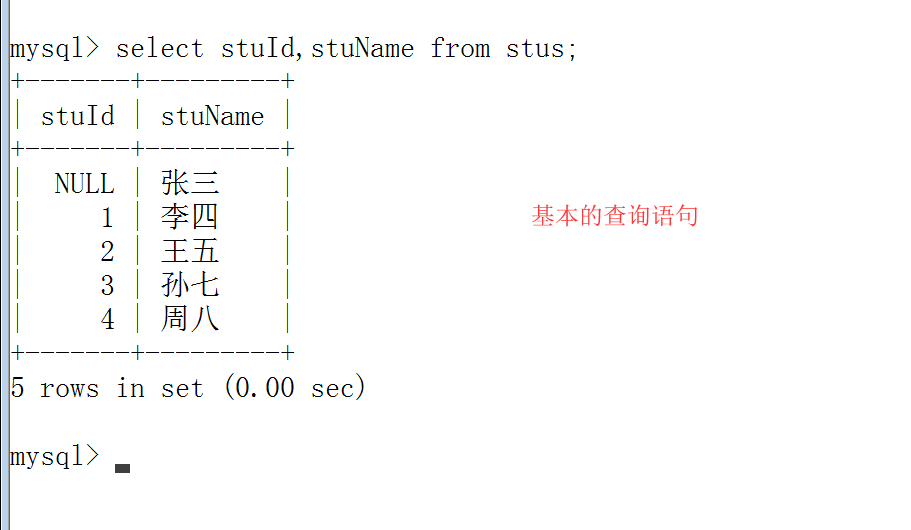 mysql> select stuId,stuName from stus;
+-------+---------+
| stuId | stuName |
+-------+---------+
|  NULL | 张三    |
|     1 | 李四    |
|     2 | 王五    |
|     3 | 孙七    |
|     4 | 周八    |
+-------+---------+
5 rows in set (0.00 sec)
mysql>
基本的查询语句